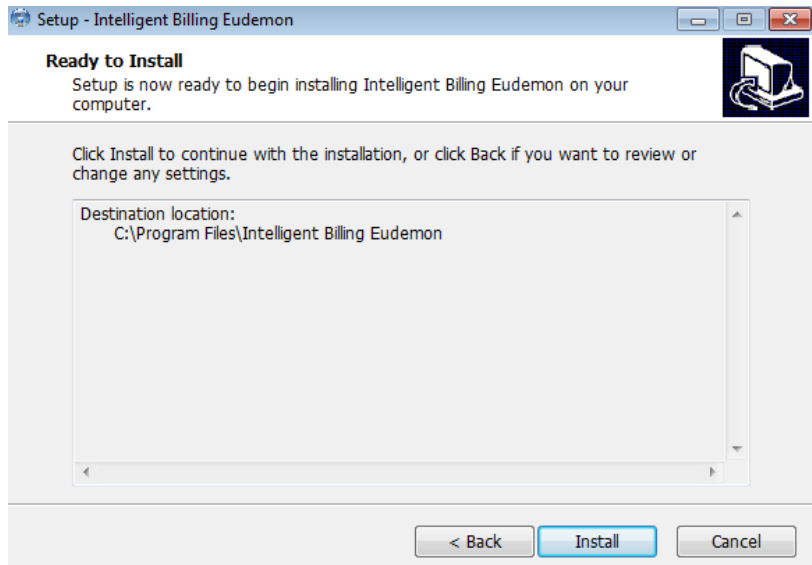 Setup - Intelligent Billing Eudemon
Ready to Install
Setup is now ready to begin installing Intelligent Billing Eudemon on your
computer.
Click Install to continue with the installation, or click Back if you want to review or
change any settings.
Destination location:
C:\Program Files\Intelligent Billing Eudemon
< Back
Install
Cancel